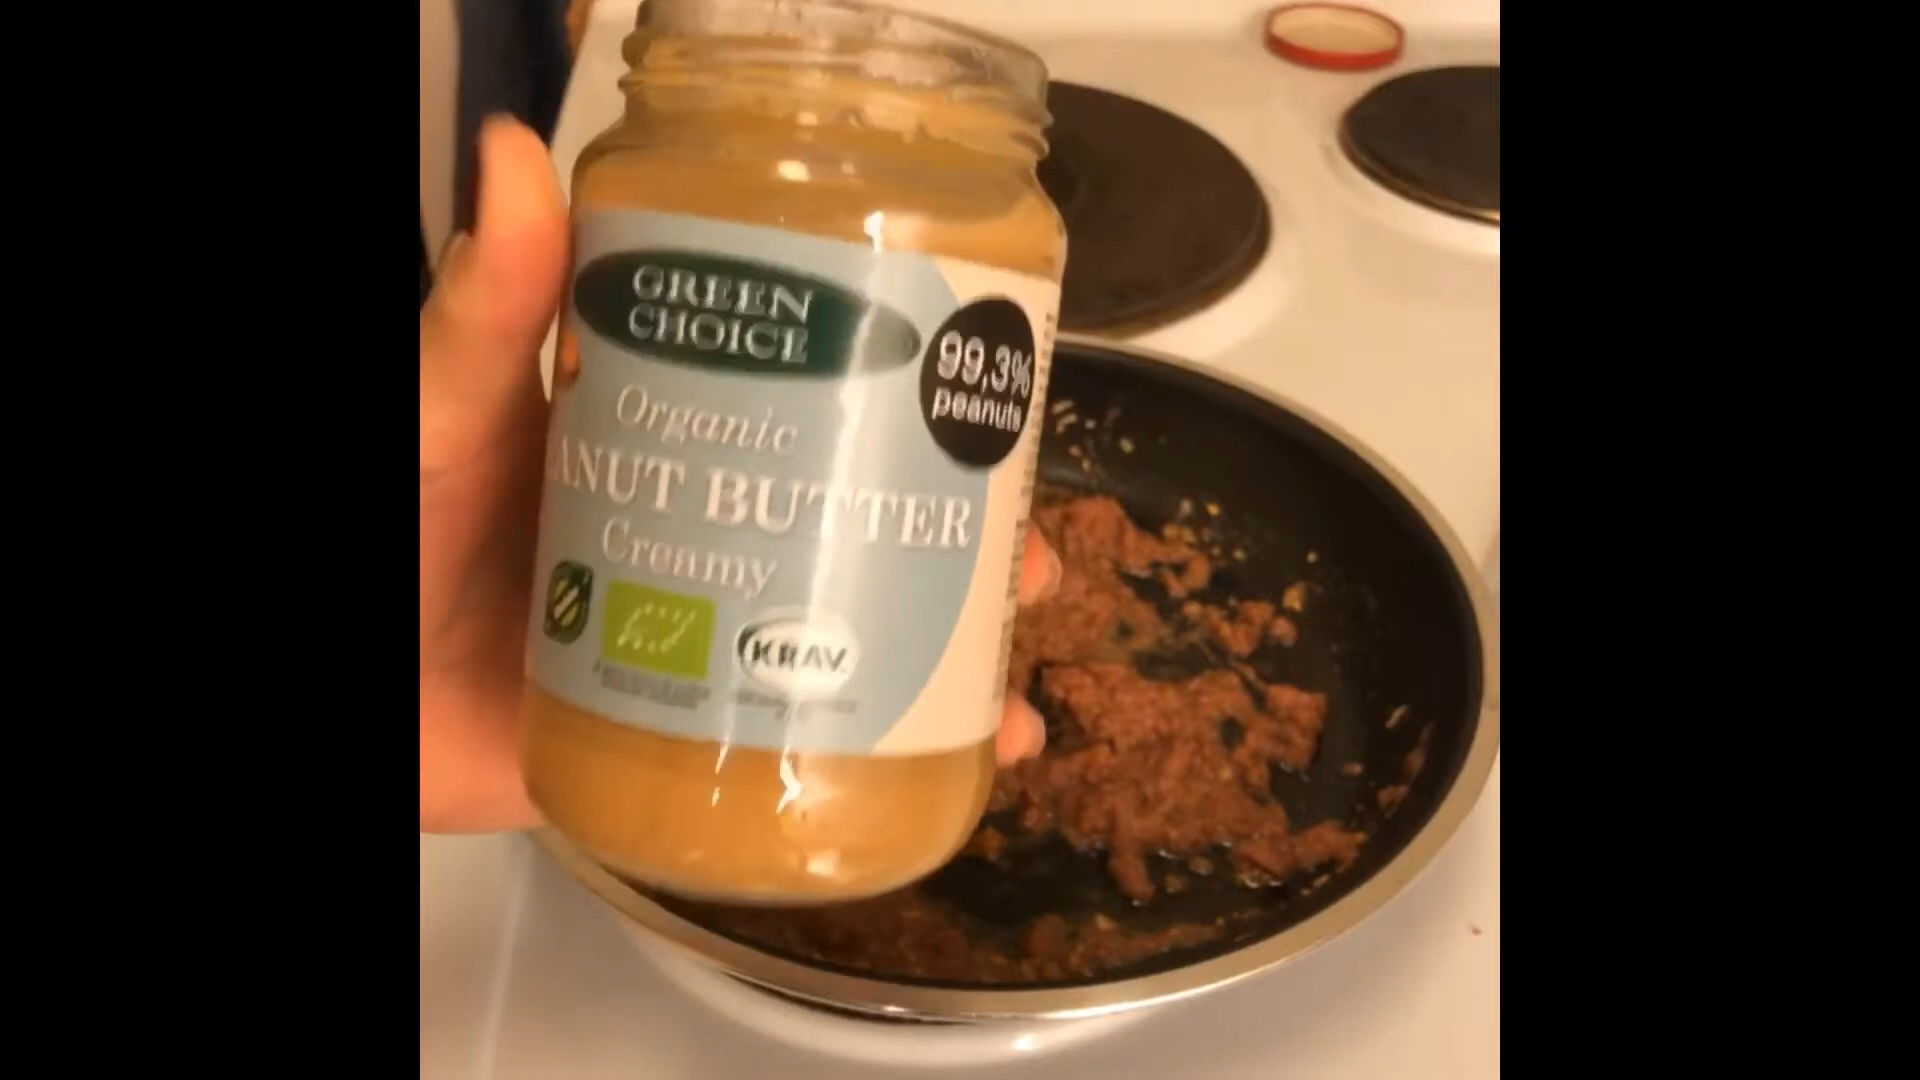 GREEN
CHOICE
99,3%
peanuts
Organic
ANUT BUTTER
Creamy
KRAV